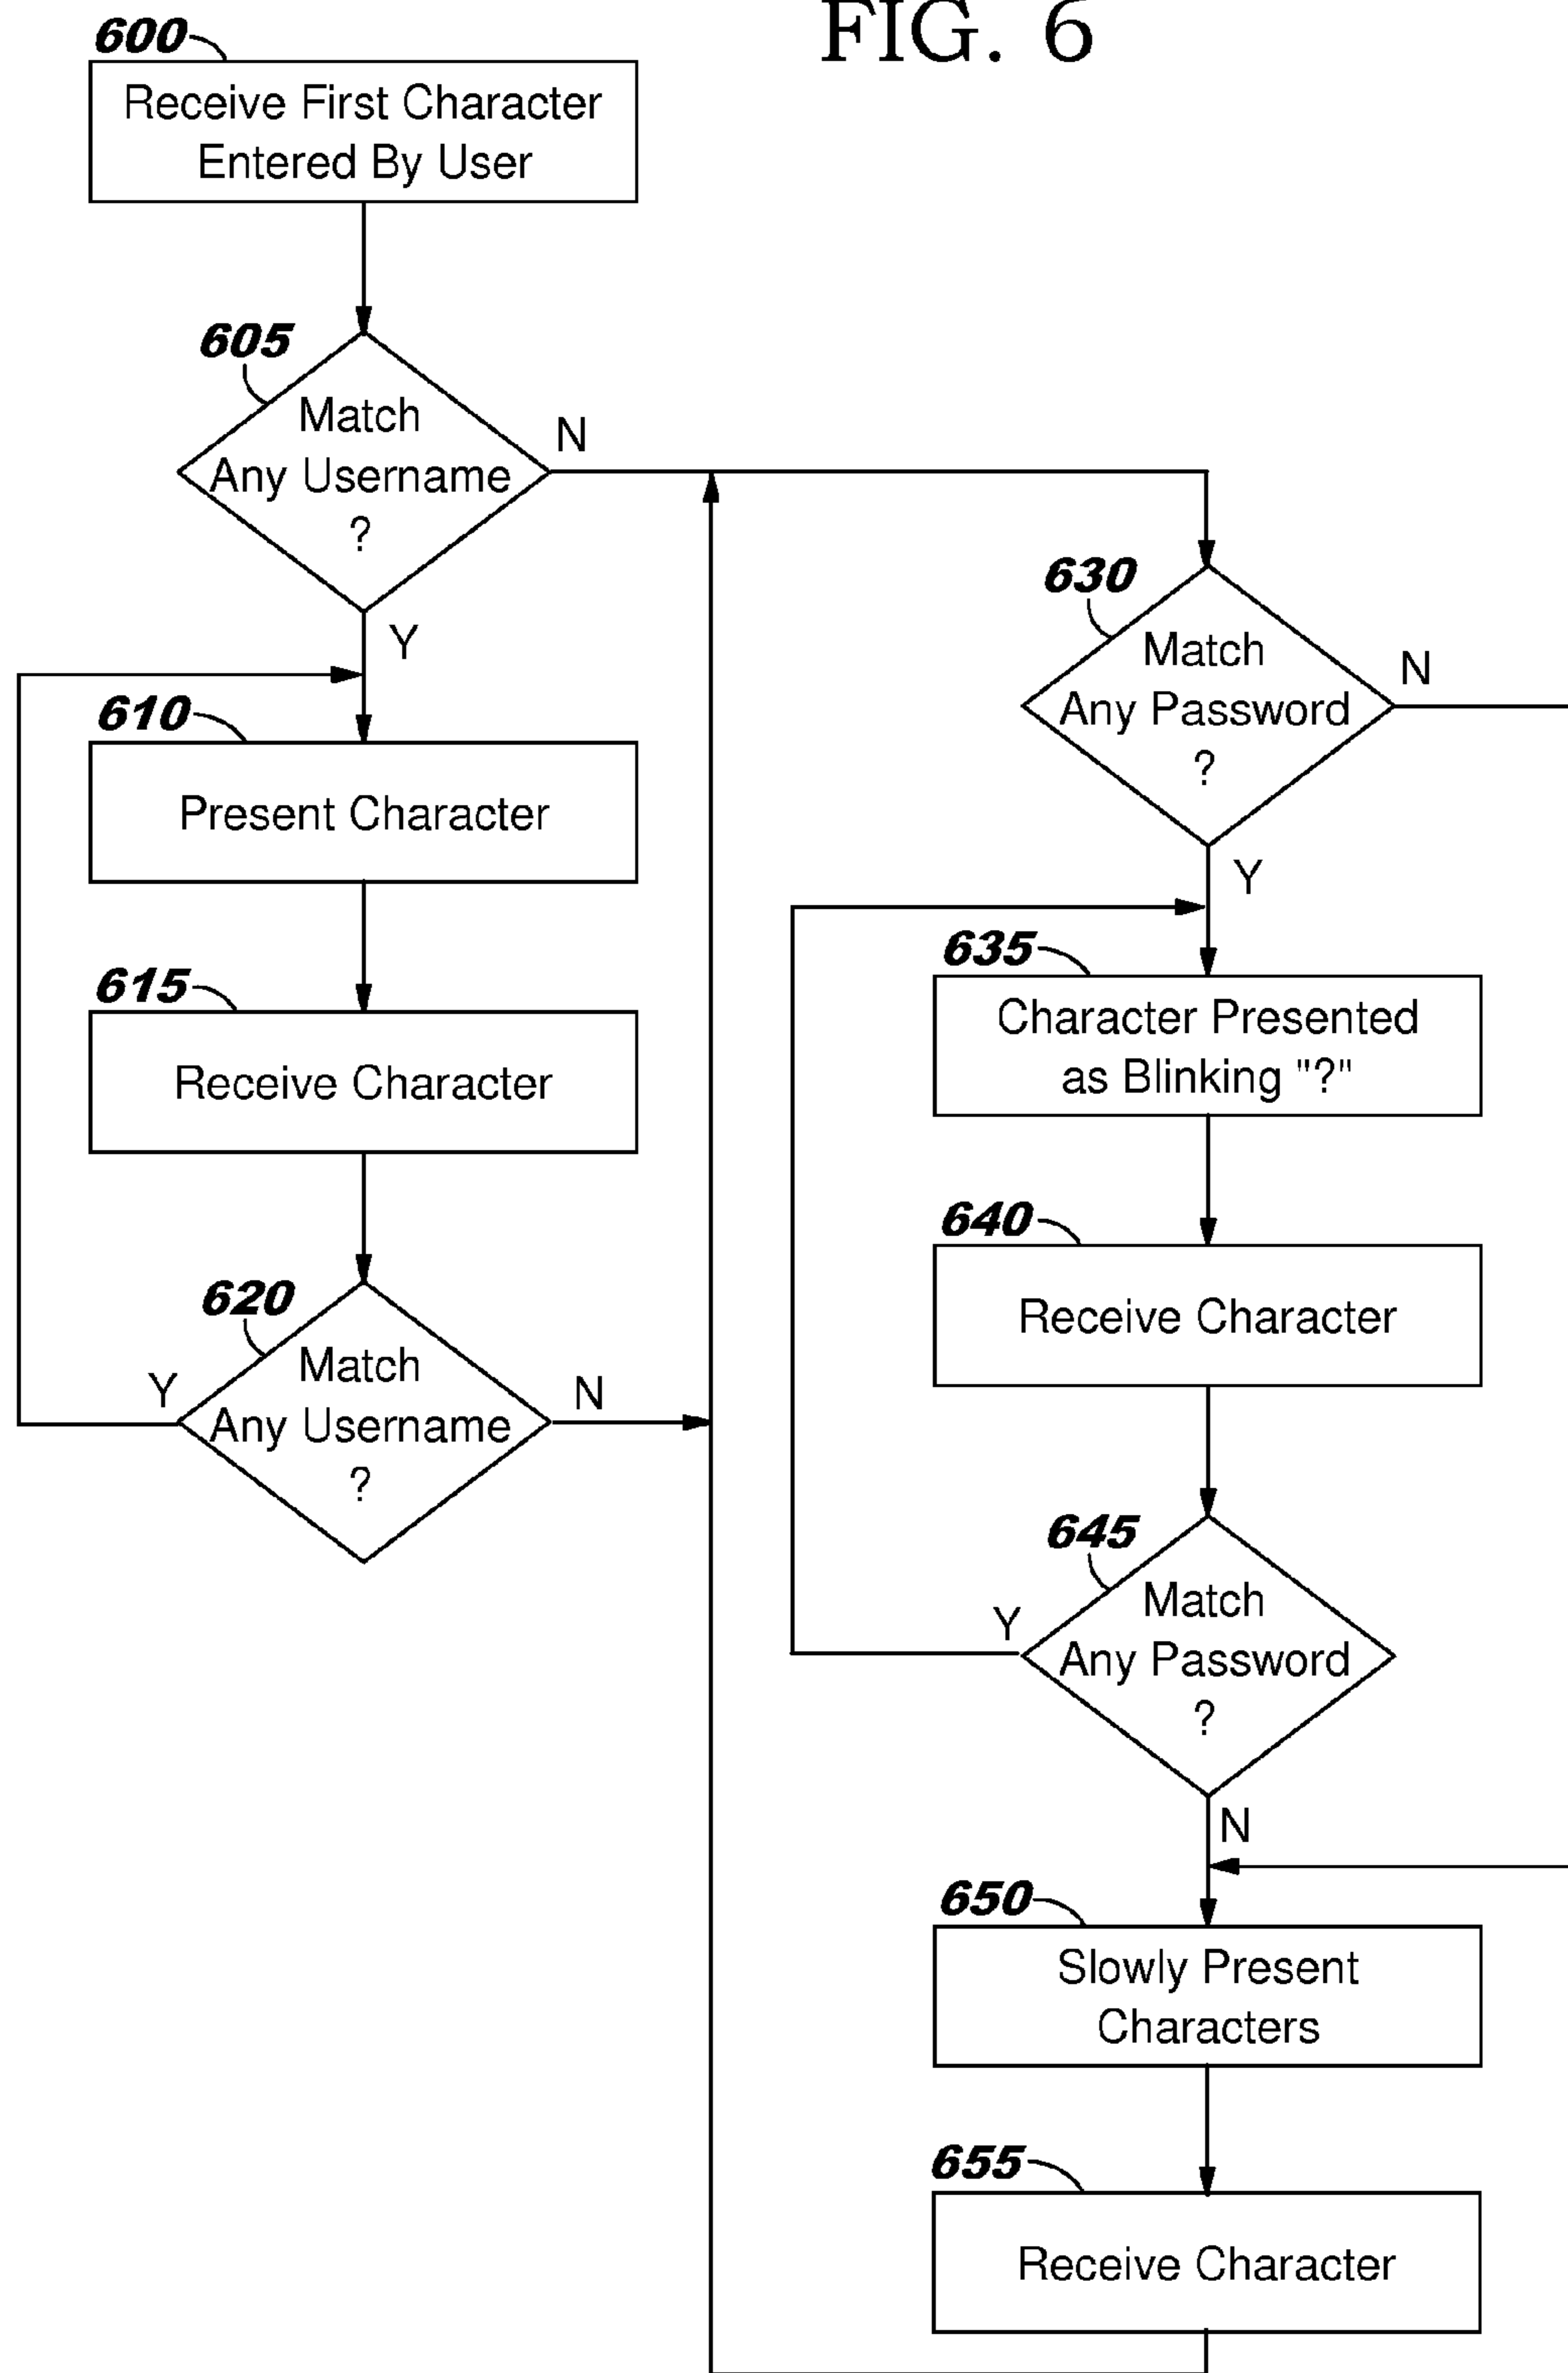 FIG. 6
600
Receive First Character
Entered By User
605
Match
Any Username
?
N
Y
610
Present Character
615
Receive Character
620
Match
Any Username
?
Y
N
630
Match
Any Password
?
N
Y
635
Character Presented
as Blinking "?"
640
Receive Character
645
Match
Any Password
?
Y
N
650
Slowly Present
Characters
655
Receive Character